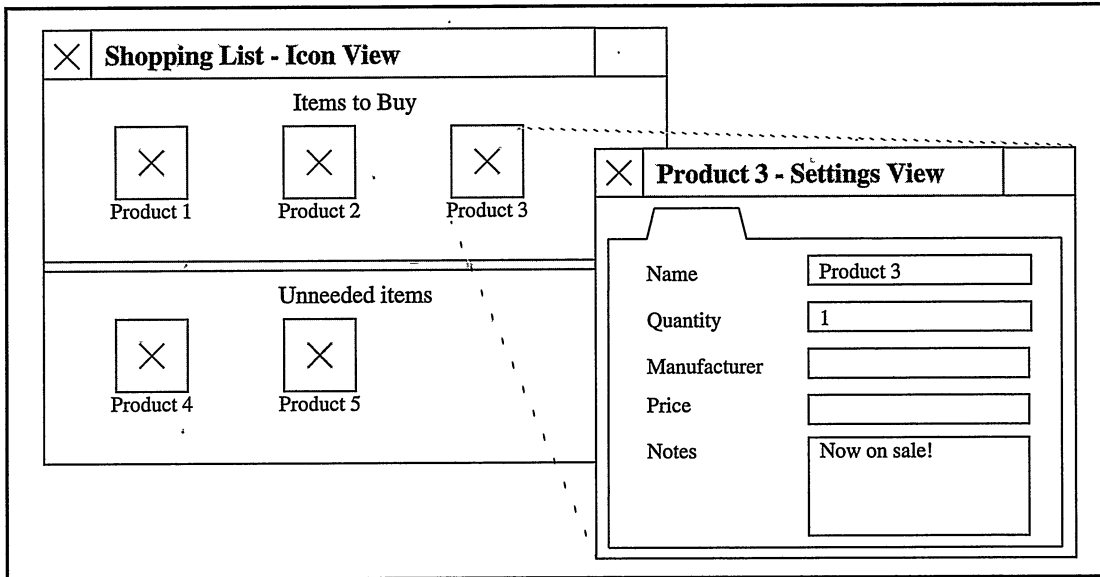 Shopping List - Icon View
Items to Buy
Product 1 Product 2 Product 3
Unneeded items
Product 4 Product 5
Product 3 - Settings View
Name Product 3
Quantity 1
Manufacturer
Price
Notes Now on sale!